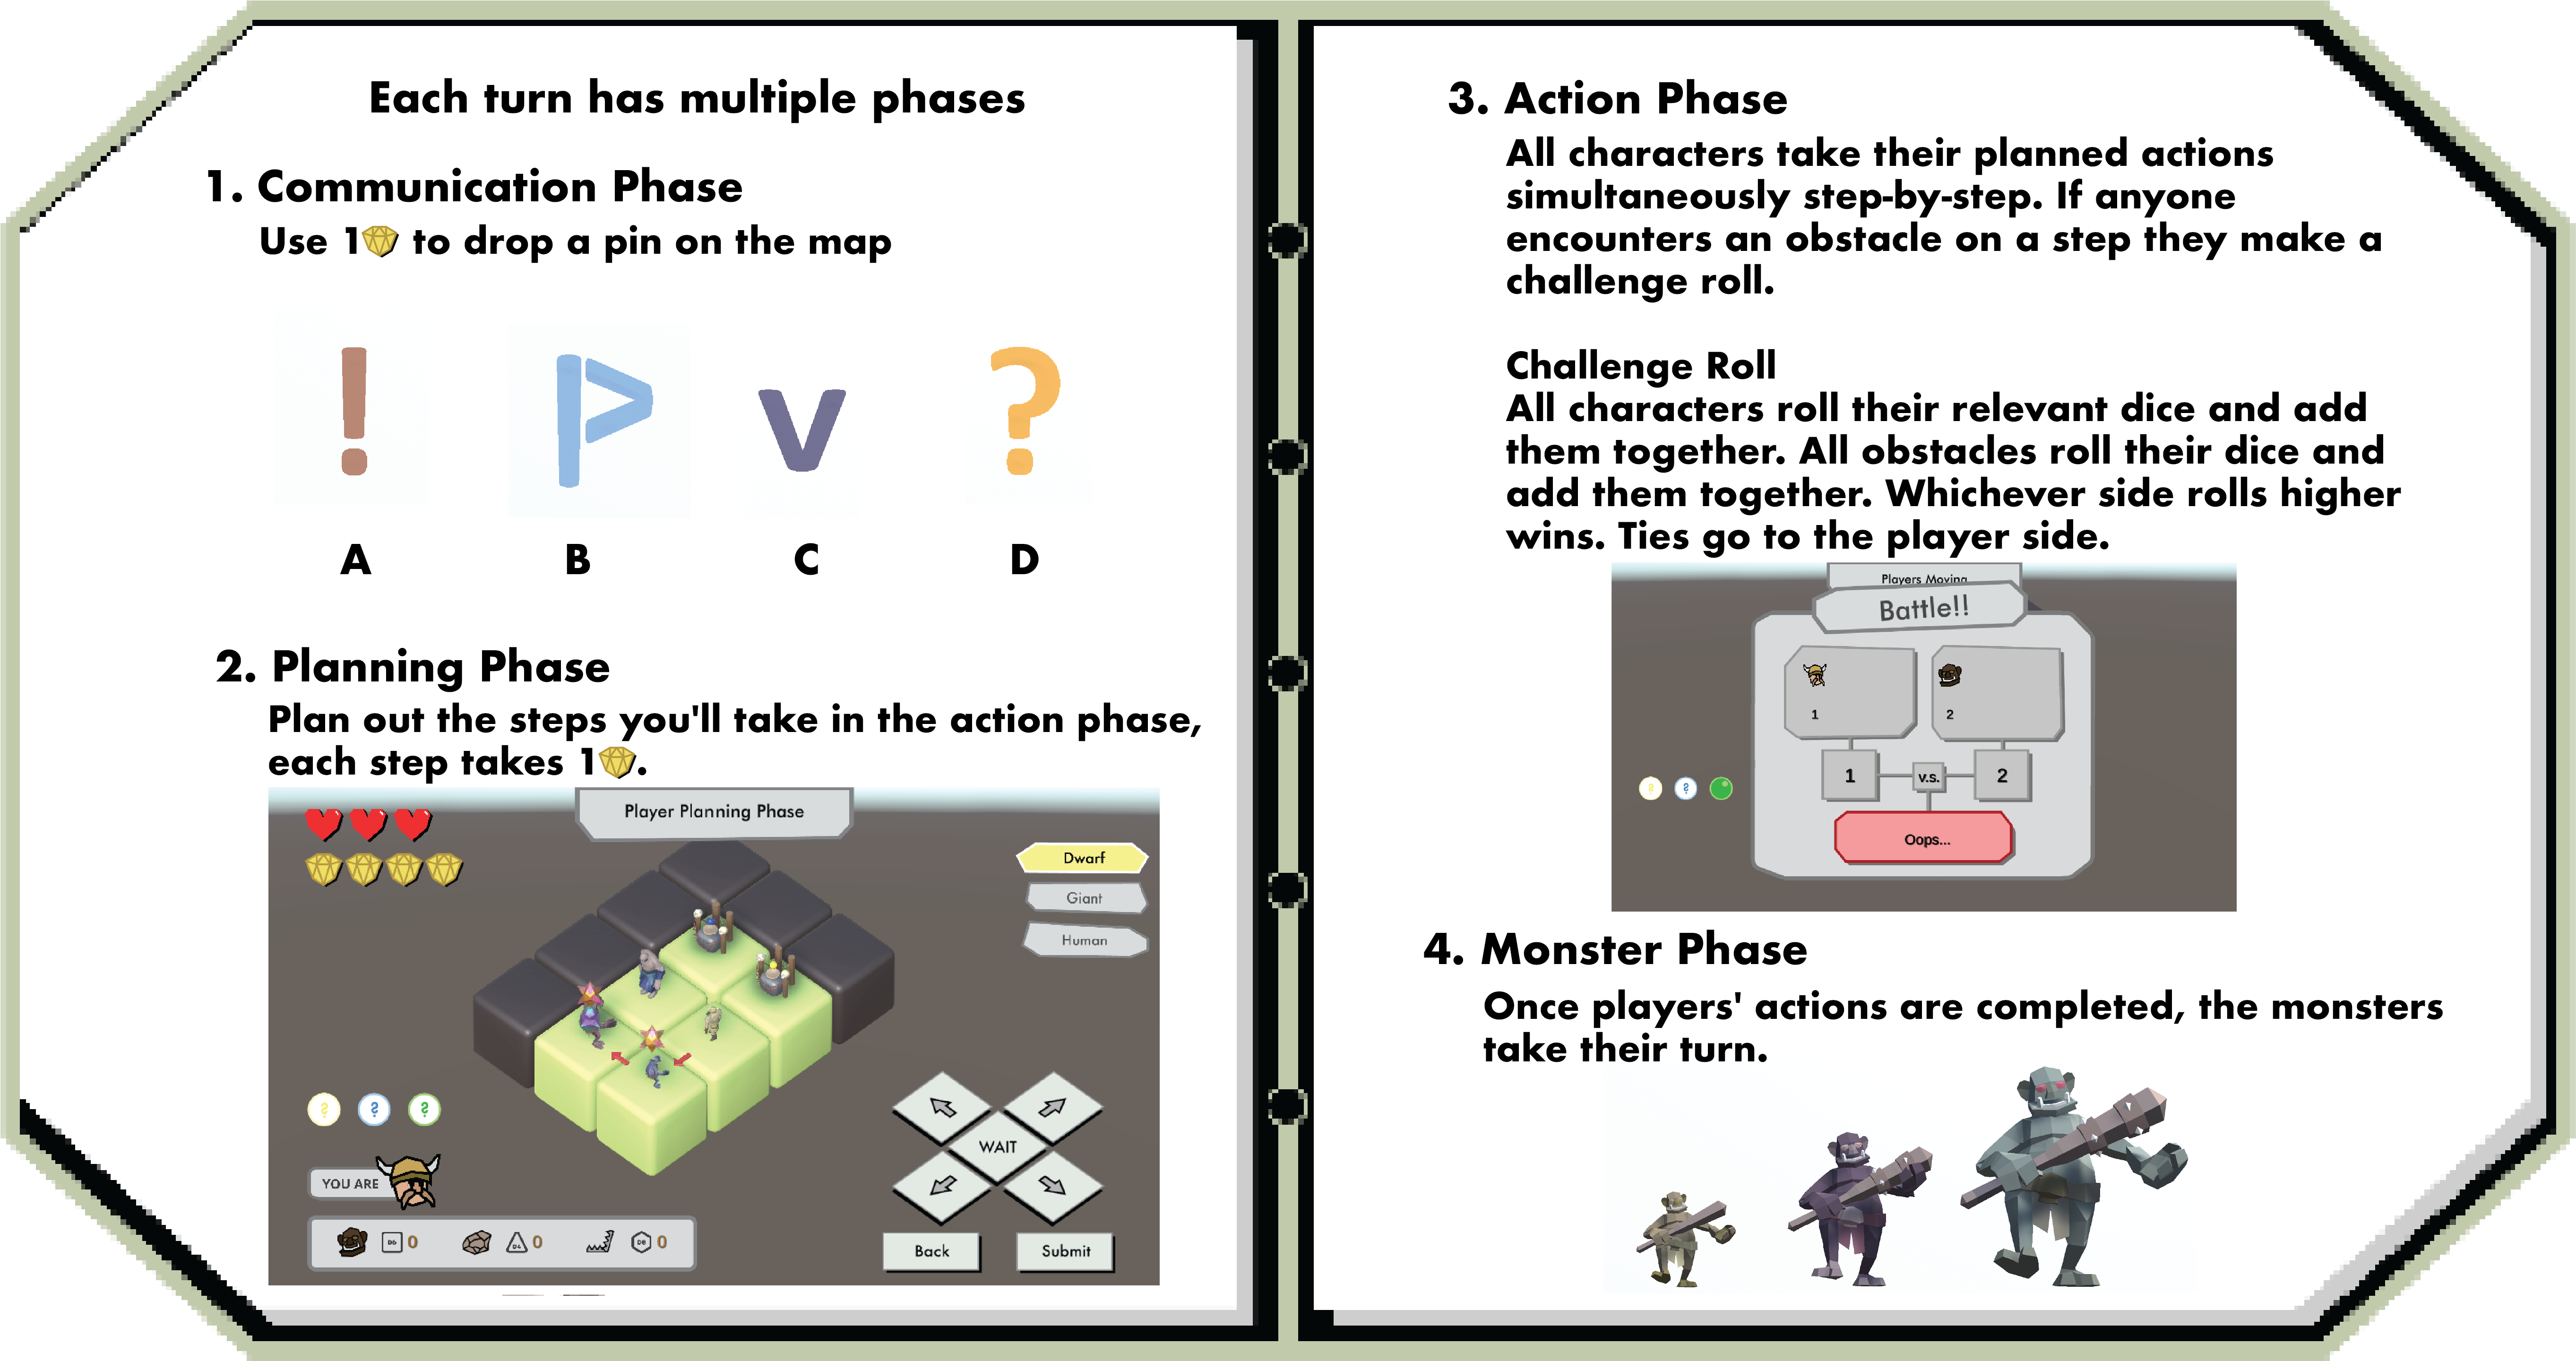 Each turn has multiple phases
1. Communication Phase
Use 1 to drop a pin on the map
! P V ?
A B C D
2. Planning Phase
Plan out the steps you'll take in the action phase,
each step takes 1.
Player Planning Phase
Dwarf
Giant
Human
? ? ?
YOU ARE
WAIT
D6 0 D4 0 D8 0
Back Submit
3. Action Phase
All characters take their planned actions
simultaneously step-by-step. If anyone
encounters an obstacle on a step they make a
challenge roll.
Challenge Roll
All characters roll their relevant dice and add
them together. All obstacles roll their dice and
add them together. Whichever side rolls higher
wins. Ties go to the player side.
Players Moving
Battle!!
1 2
1 v.s. 2
? ?
Oops...
4. Monster Phase
Once players' actions are completed, the monsters
take their turn.